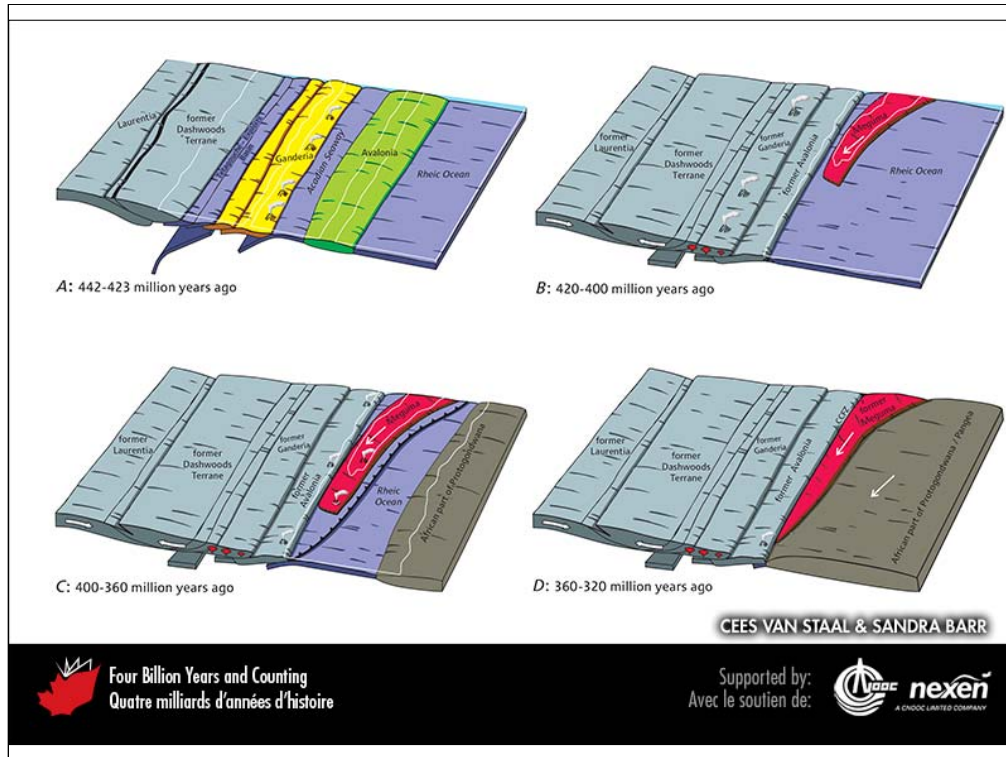 Laurentia
former
Dashwoods
Terrane
Basin
Ganderia
Acadian Seaway
Avalonia
Rheic Ocean
A: 442-423 million years ago
former
Laurentia
former
Dashwoods
Terrane
former
Ganderia
former Avalonia
Meguma
Rheic Ocean
B: 420-400 million years ago
former
Laurentia
former
Dashwoods
Terrane
former
Ganderia
former
Avalonia
Meguma
Rheic
Ocean
African part of Protogondwana
C: 400-360 million years ago
former
Laurentia
former
Dashwoods
Terrane
former
Ganderia
former Avalonia
CCFZ
former
Meguma
African part of Protogondwana / Pangea
D: 360-320 million years ago
CEES VAN STAAL & SANDRA BARR
Four Billion Years and Counting
Quatre milliards d'années d'histoire
Supported by:
Avec le soutien de:
CNOOC
nexen
A CNOOC LIMITED COMPANY